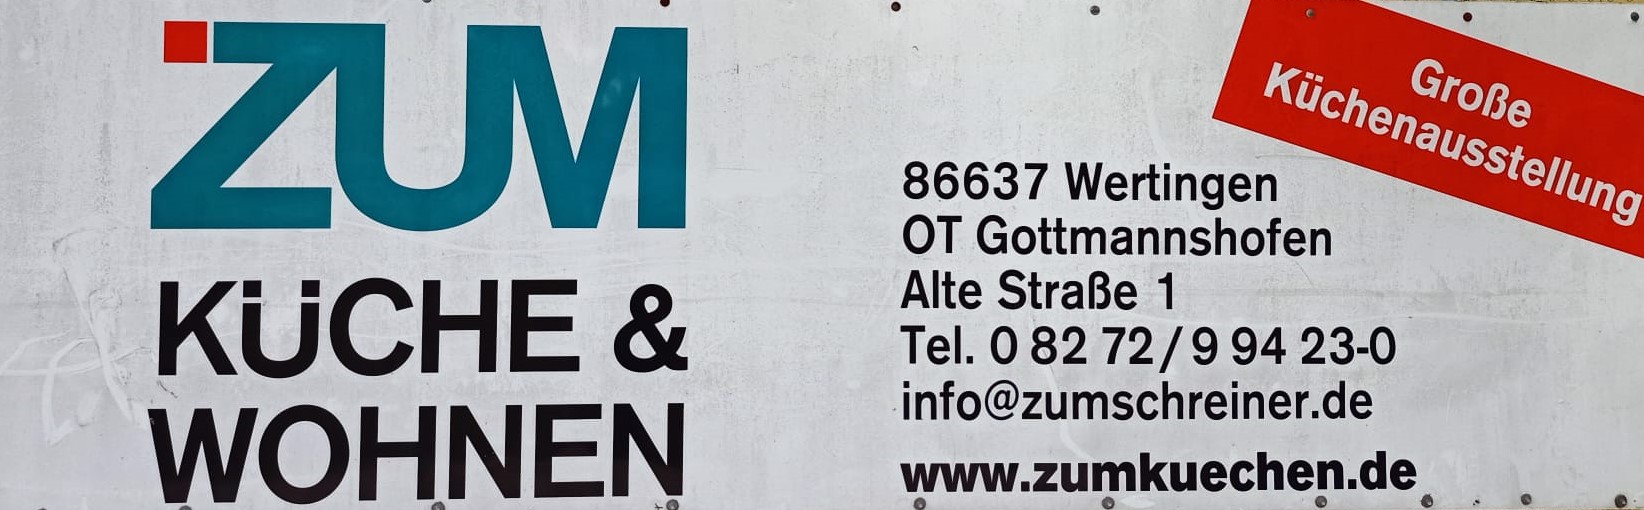 ZUM
KÜCHE &
WOHNEN
Große
Küchenausstellung
86637 Wertingen
OT Gottmannshofen
Alte Straße 1
Tel. 0 82 72 / 9 94 23-0
info@zumschreiner.de
www.zumkuechen.de